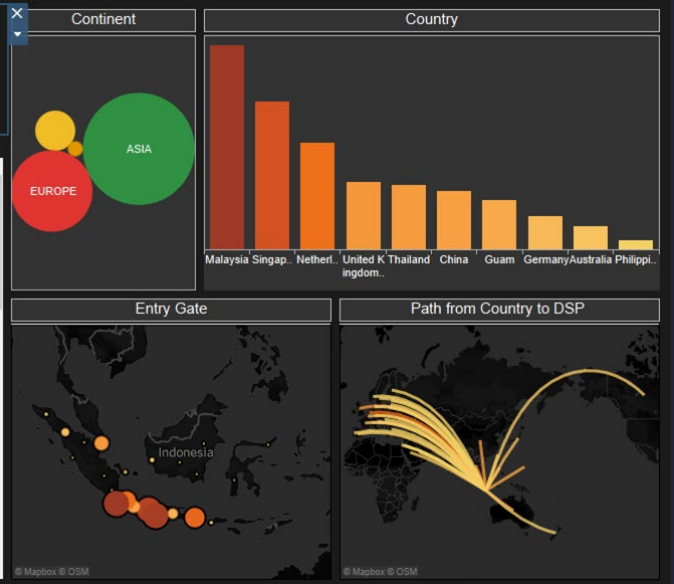 Continent
Country
ASIA
EUROPE
Malaysia Singap.. Netherl.. United K Thailand China Guam Germany Australia Philippi..
ingdom..
Entry Gate
Path from Country to DSP
Indonesia
© Mapbox © OSM
© Mapbox © OSM